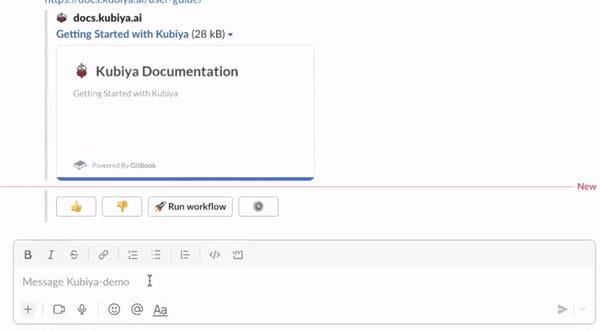 https://docs.kubiya.ai/user-guide/
docs.kubiya.ai
Getting Started with Kubiya (28 kB)
Kubiya Documentation
Getting Started with Kubiya
Powered By GitBook
New
Run workflow
B I S
Message Kubiya-demo
@ Aa